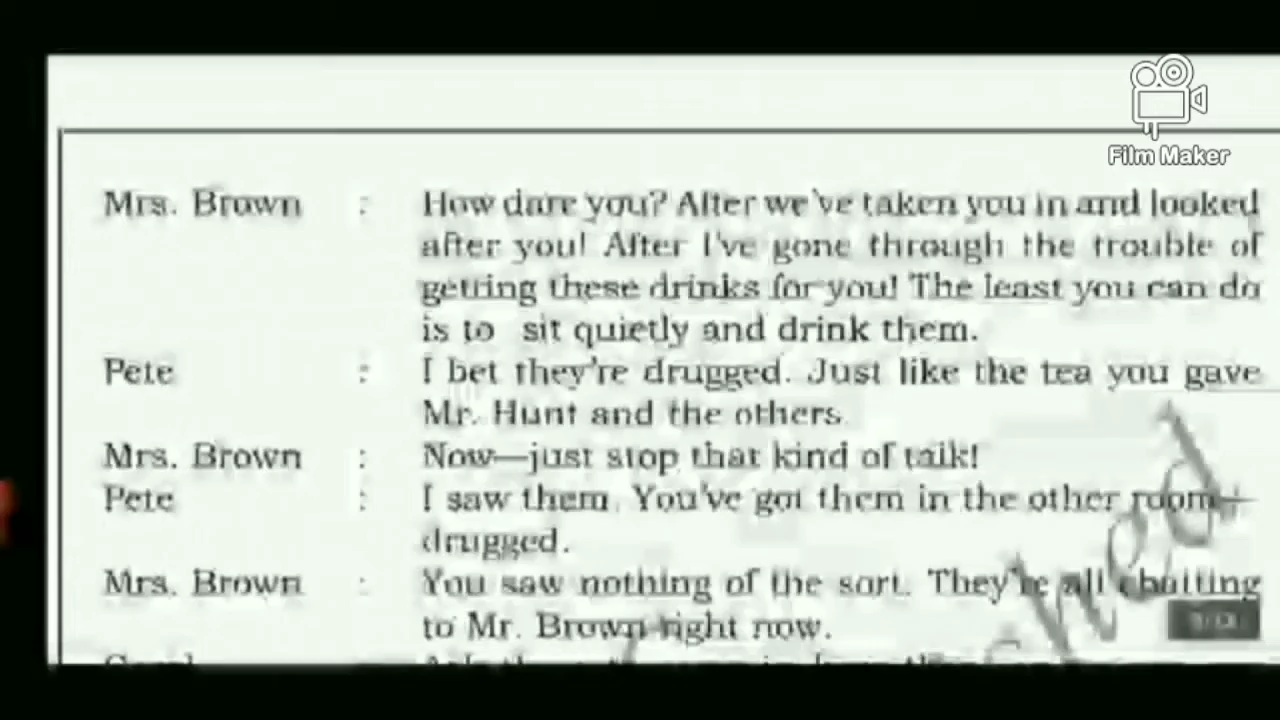 Film Maker
Mrs. Brown : How dare you? After we've taken you in and looked
after you! After I've gone through the trouble of
getting these drinks for you! The least you can do
is to sit quietly and drink them.
Pete : I bet they're drugged. Just like the tea you gave
Mr. Hunt and the others.
Mrs. Brown : Now—just stop that kind of talk!
Pete : I saw them. You've got them in the other room—
drugged.
Mrs. Brown : You saw nothing of the sort. They're all chatting
to Mr. Brown right now.